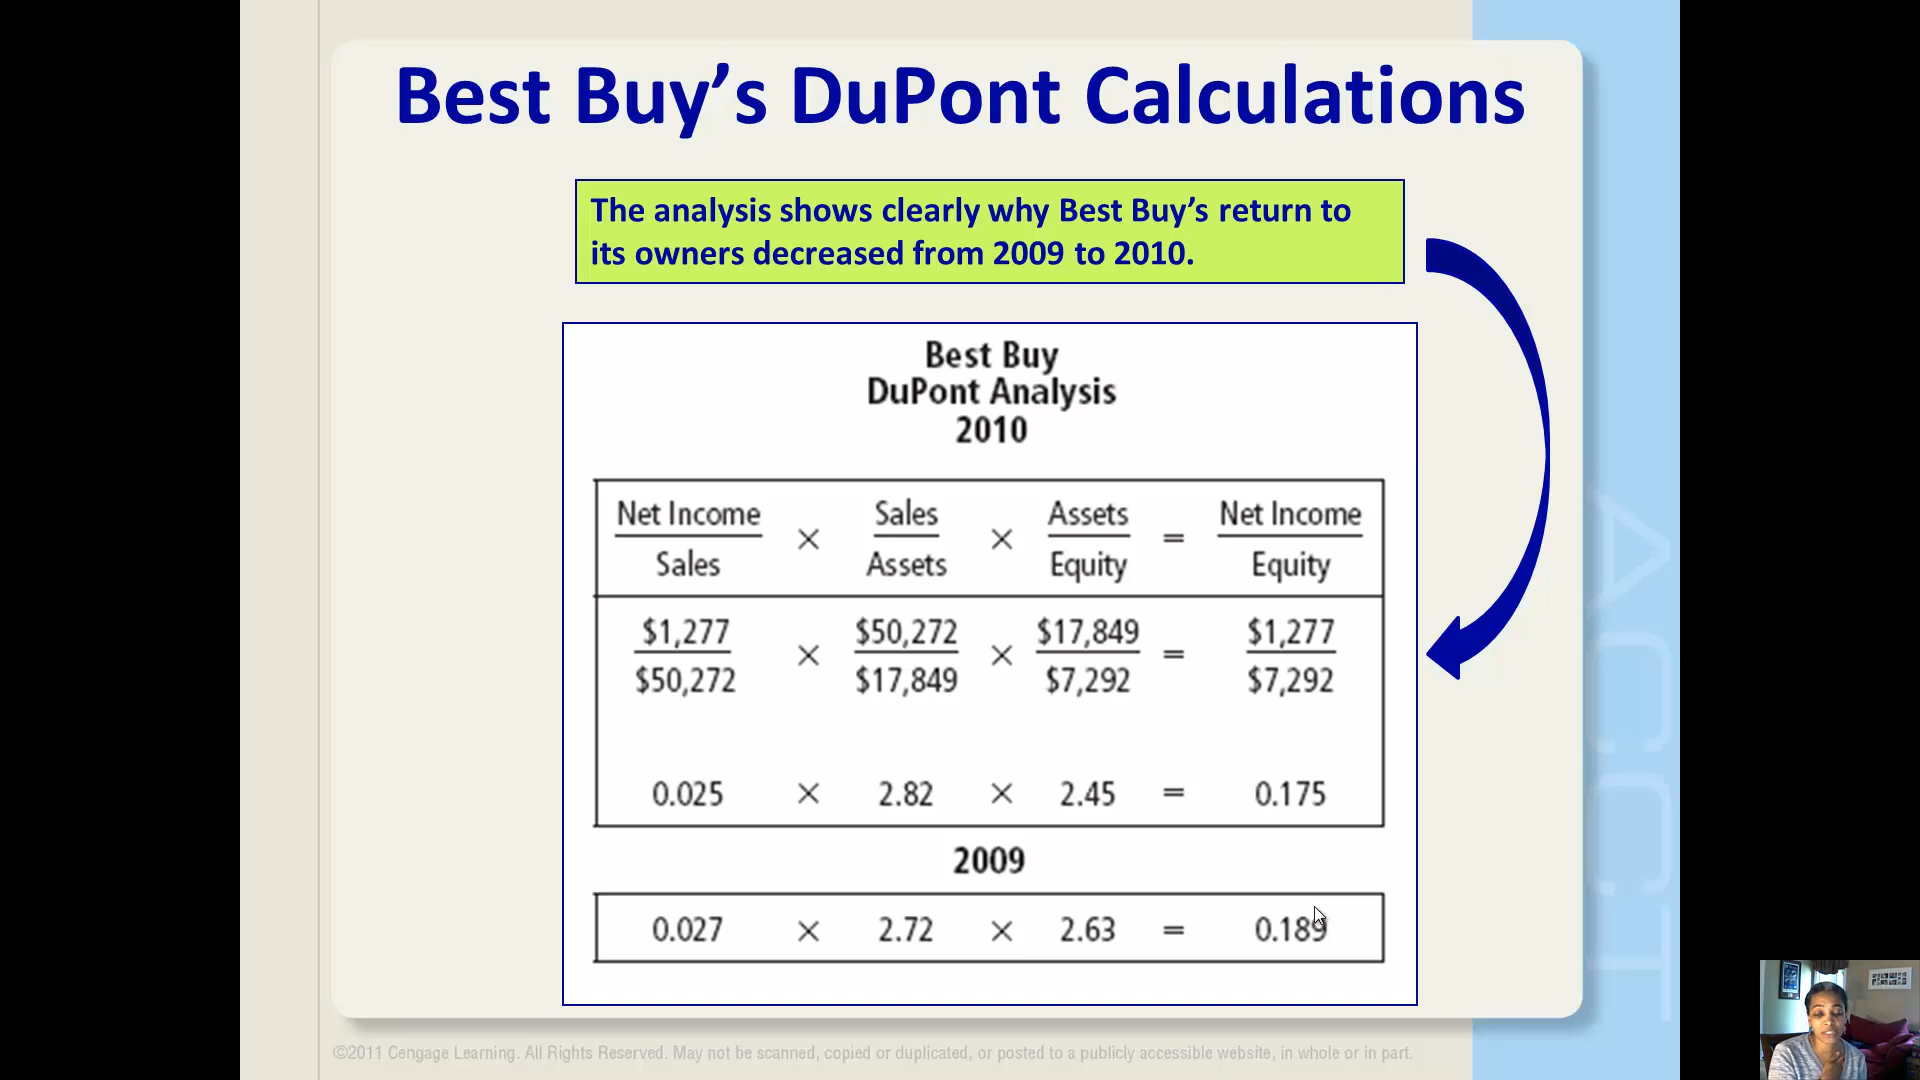 Best Buy’s DuPont Calculations
The analysis shows clearly why Best Buy’s return to
its owners decreased from 2009 to 2010.
Best Buy
DuPont Analysis
2010
Net Income × Sales × Assets = Net Income
Sales Assets Equity Equity
$1,277 × $50,272 × $17,849 = $1,277
$50,272 $17,849 $7,292 $7,292
0.025 × 2.82 × 2.45 = 0.175
2009
0.027 × 2.72 × 2.63 = 0.189
ACCT
©2011 Cengage Learning. All Rights Reserved. May not be scanned, copied or duplicated, or posted to a publicly accessible website, in whole or in part.